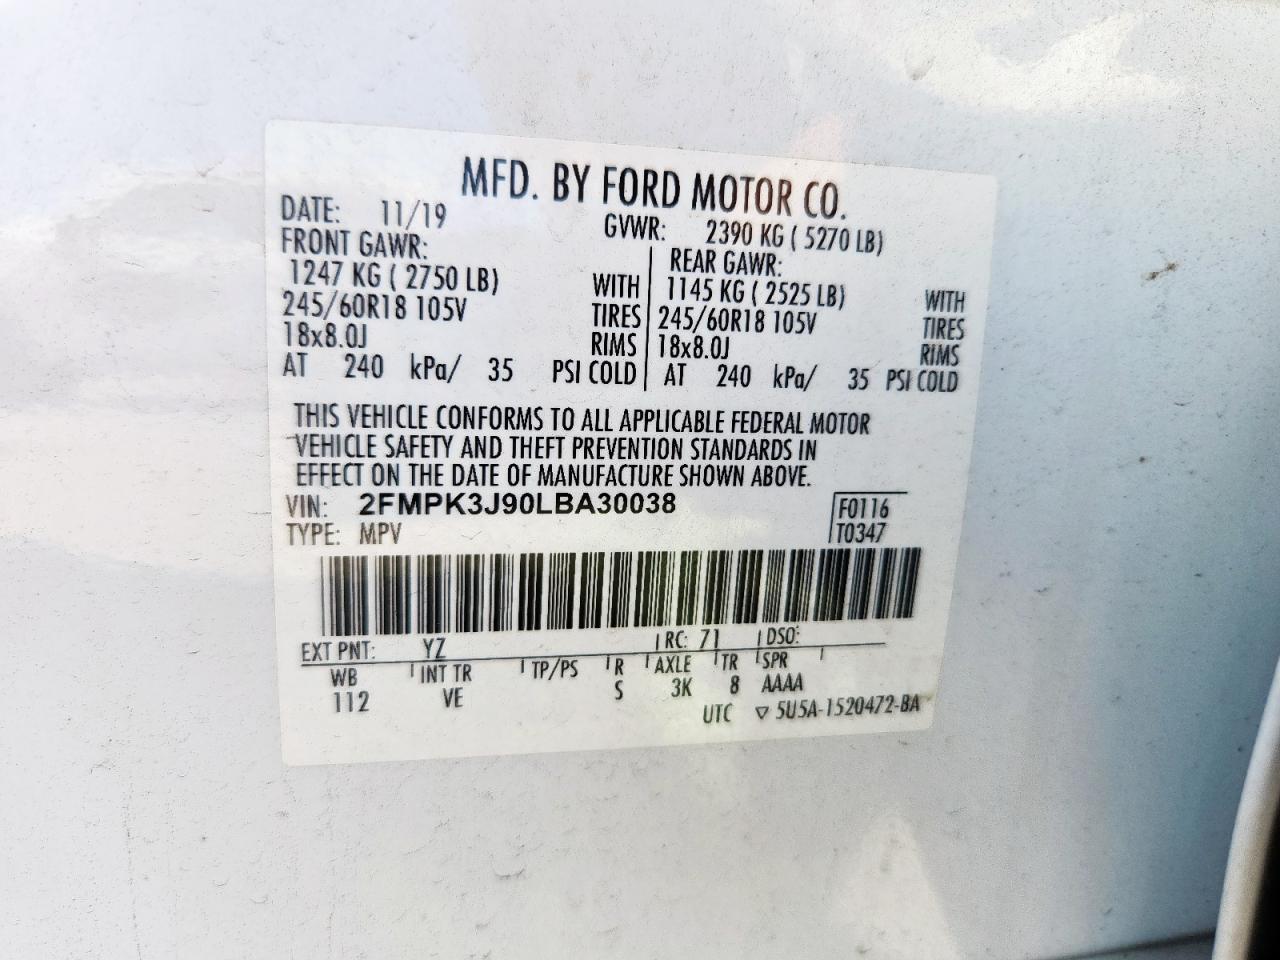 MFD. BY FORD MOTOR CO.
DATE: 11/19 GVWR: 2390 KG ( 5270 LB)
FRONT GAWR: REAR GAWR:
1247 KG ( 2750 LB) WITH 1145 KG ( 2525 LB) WITH
245/60R18 105V TIRES 245/60R18 105V TIRES
18x8.0J RIMS 18x8.0J RIMS
AT 240 kPa/ 35 PSI COLD AT 240 kPa/ 35 PSI COLD
THIS VEHICLE CONFORMS TO ALL APPLICABLE FEDERAL MOTOR
VEHICLE SAFETY AND THEFT PREVENTION STANDARDS IN
EFFECT ON THE DATE OF MANUFACTURE SHOWN ABOVE.
VIN: 2FMPK3J90LBA30038 F0116
TYPE: MPV T0347
EXT PNT: YZ RC: 71 DSO:
WB INT TR TP/PS R AXLE TR SPR
112 VE S 3K 8 AAAA
UTC ▽ 5U5A-1520472-BA